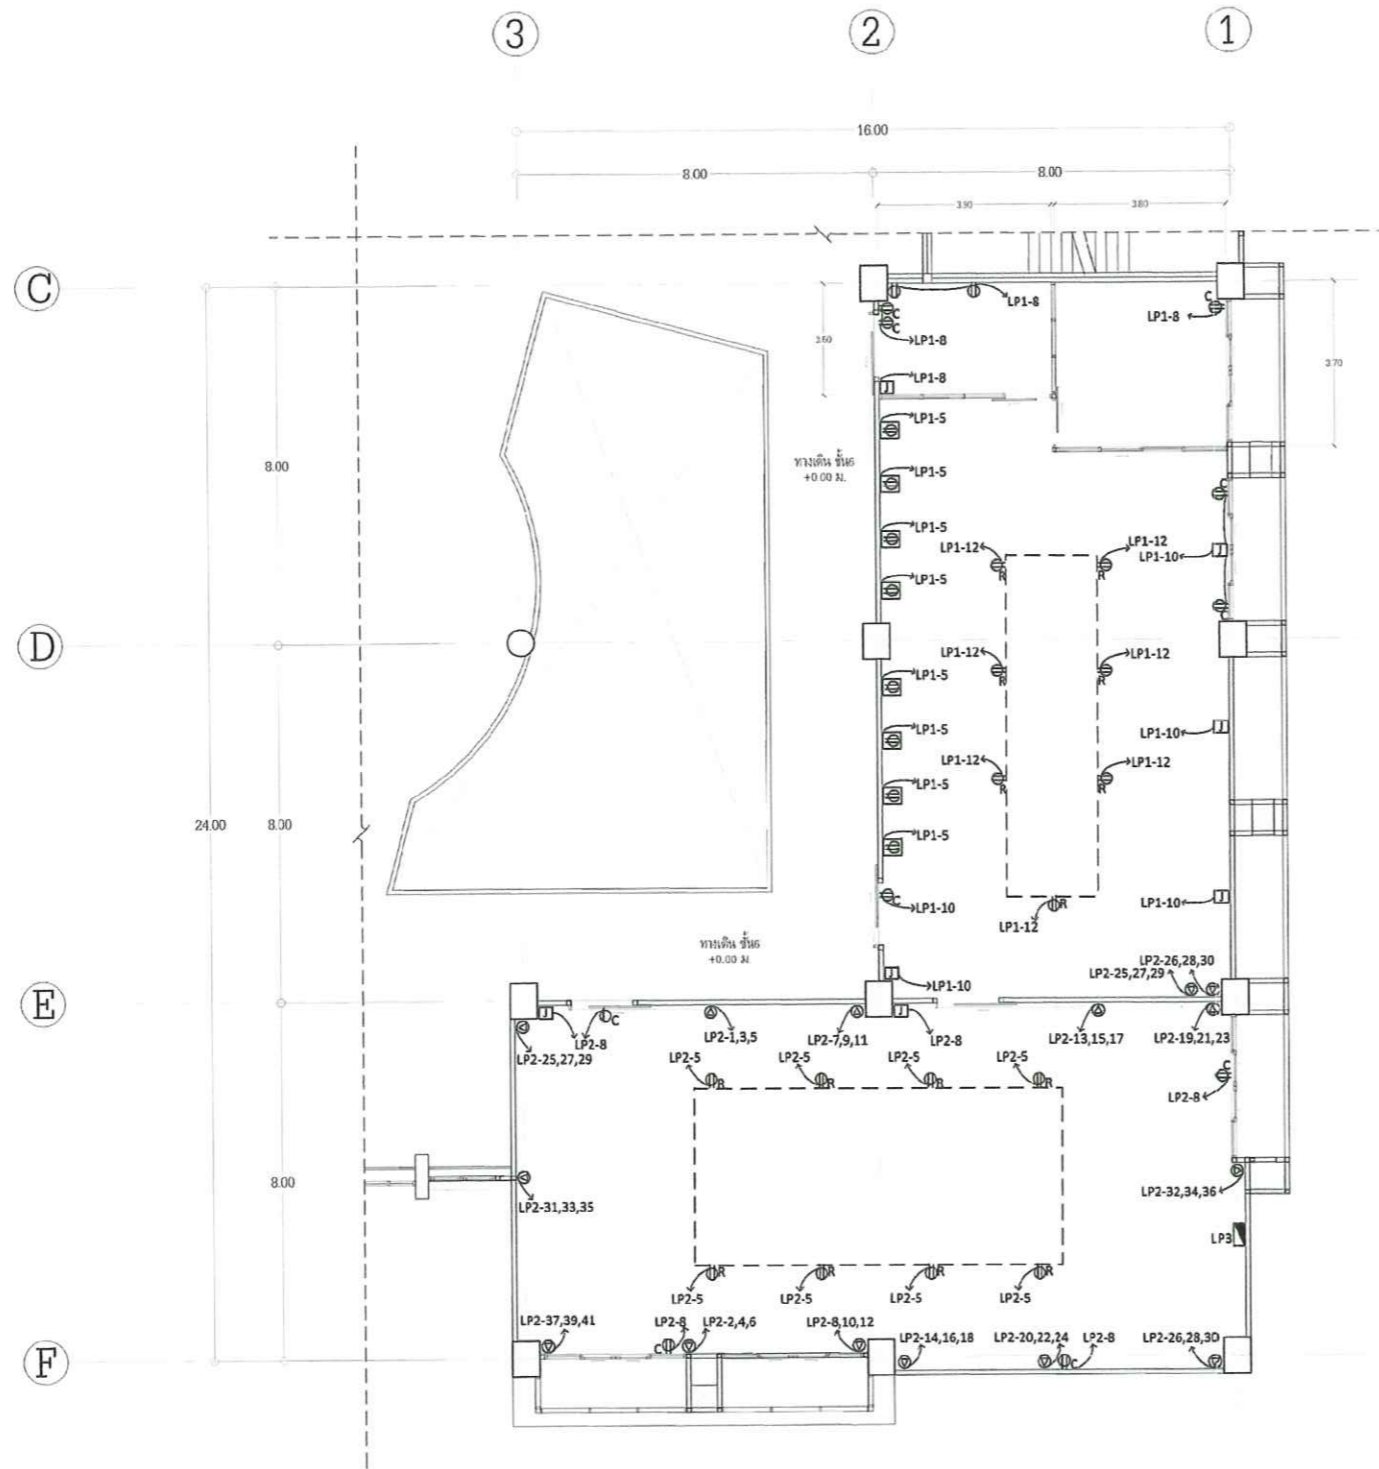 3
2
1
16.00
8.00
8.00
3.90
3.80
C
LP1-8
C
LP1-8
C
C
LP1-8
3.60
3.70
J
LP1-8
LP1-5
8.00
ทางเดิน ชั้น6
+0.00 ม.
LP1-5
C
LP1-5
LP1-12
R
LP1-12
R
LP1-10
J
LP1-5
C
D
LP1-12
R
LP1-12
R
LP1-5
LP1-5
LP1-10
J
LP1-12
R
LP1-12
R
LP1-5
24.00
8.00
LP1-5
C
LP1-10
R
LP1-12
LP1-10
J
ทางเดิน ชั้น6
+0.00 ม
J
LP1-10
LP2-26,28,30
LP2-25,27,29
E
J
LP2-8
C
LP2-25,27,29
LP2-1,3,5
LP2-7,9,11
J
LP2-8
LP2-13,15,17
LP2-19,21,23
LP2-5
R
LP2-5
R
LP2-5
R
LP2-5
R
C
LP2-8
8.00
LP2-31,33,35
LP2-32,34,36
LP3
R
LP2-5
R
LP2-5
R
LP2-5
R
LP2-5
LP2-37,39,41
LP2-8
C
LP2-2,4,6
LP2-8,10,12
LP2-14,16,18
LP2-20,22,24
C
LP2-8
LP2-26,28,30
F